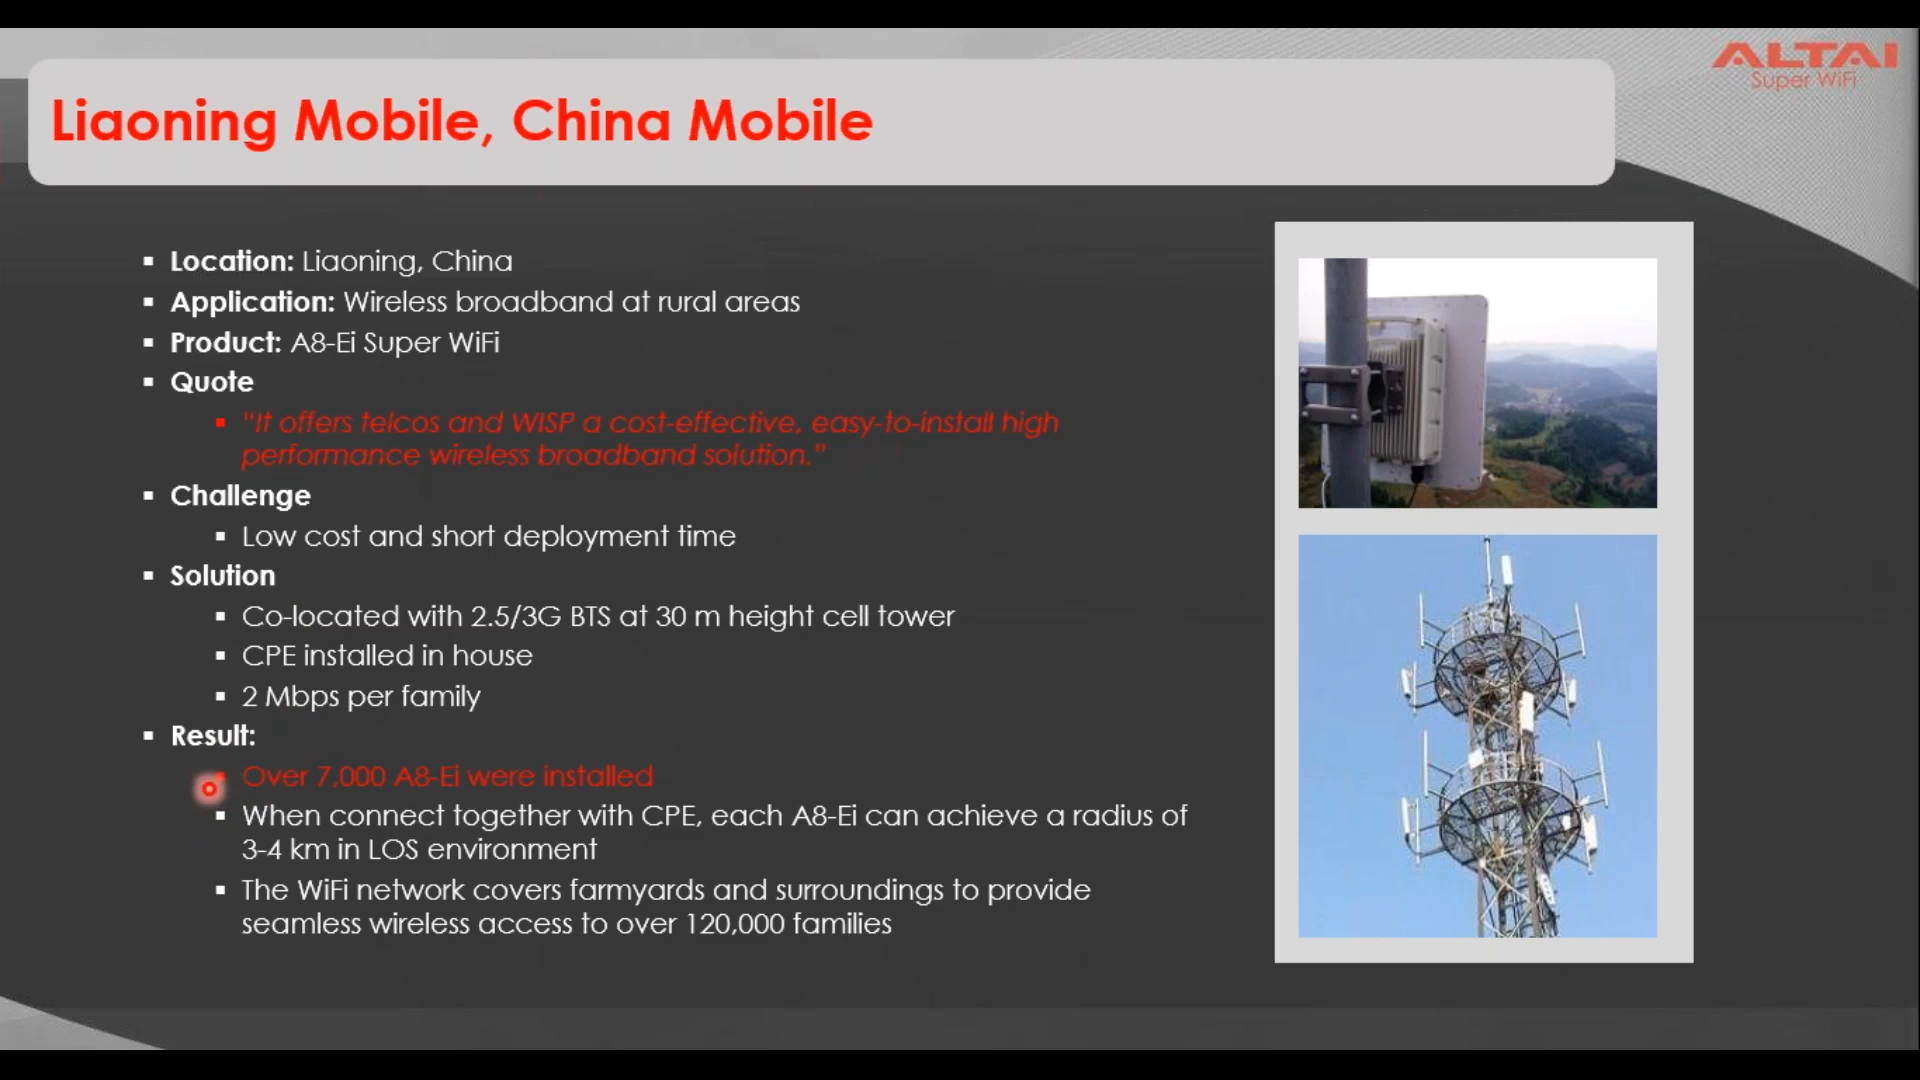 ALTAI
Super WiFi
Liaoning Mobile, China Mobile
Location: Liaoning, China
Application: Wireless broadband at rural areas
Product: A8-Ei Super WiFi
Quote
“It offers telcos and WISP a cost-effective, easy-to-install high
performance wireless broadband solution.”
Challenge
Low cost and short deployment time
Solution
Co-located with 2.5/3G BTS at 30 m height cell tower
CPE installed in house
2 Mbps per family
Result:
Over 7,000 A8-Ei were installed
When connect together with CPE, each A8-Ei can achieve a radius of
3-4 km in LOS environment
The WiFi network covers farmyards and surroundings to provide
seamless wireless access to over 120,000 families